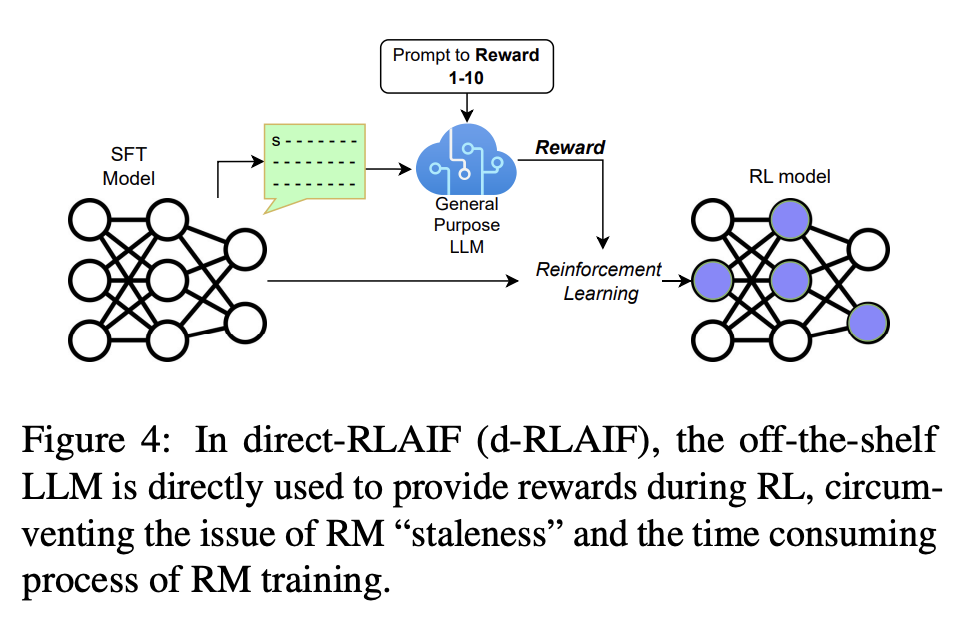 Prompt to Reward
1-10
SFT
Model
s - - - - - - -
- - - - - - - -
- - - - - - - -
General
Purpose
LLM
Reward
Reinforcement
Learning
RL model
Figure 4: In direct-RLAIF (d-RLAIF), the off-the-shelf
LLM is directly used to provide rewards during RL, circum-
venting the issue of RM “staleness” and the time consuming
process of RM training.